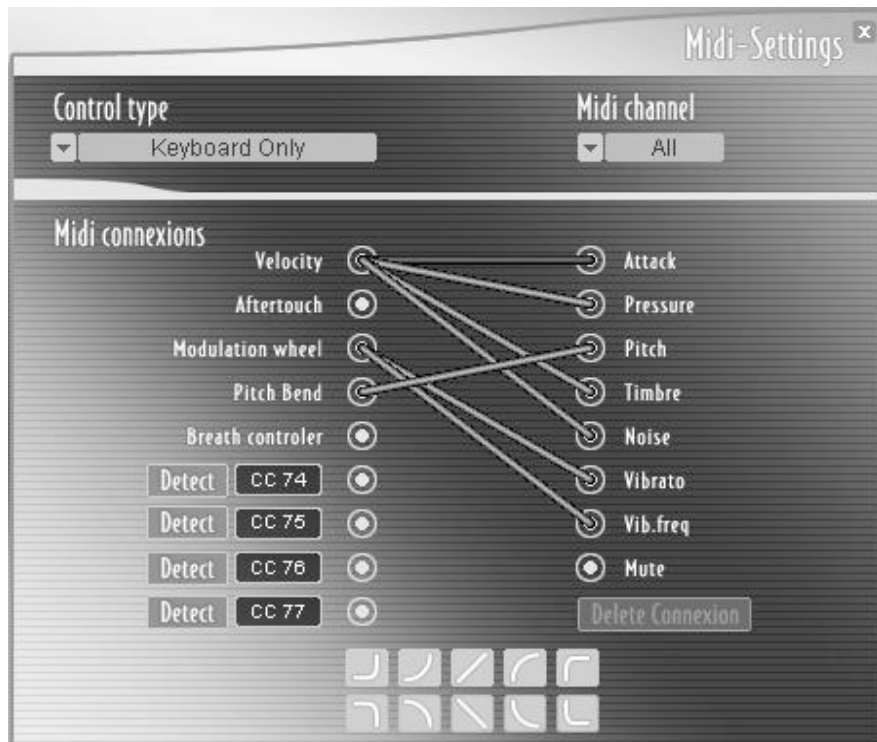 Midi-Settings x
Control type Midi channel
Keyboard Only All
Midi connexions
Velocity Attack
Aftertouch Pressure
Modulation wheel Pitch
Pitch Bend Timbre
Breath controler Noise
Detect CC 74 Vibrato
Detect CC 75 Vib.freq
Detect CC 76 Mute
Detect CC 77 Delete Connexion